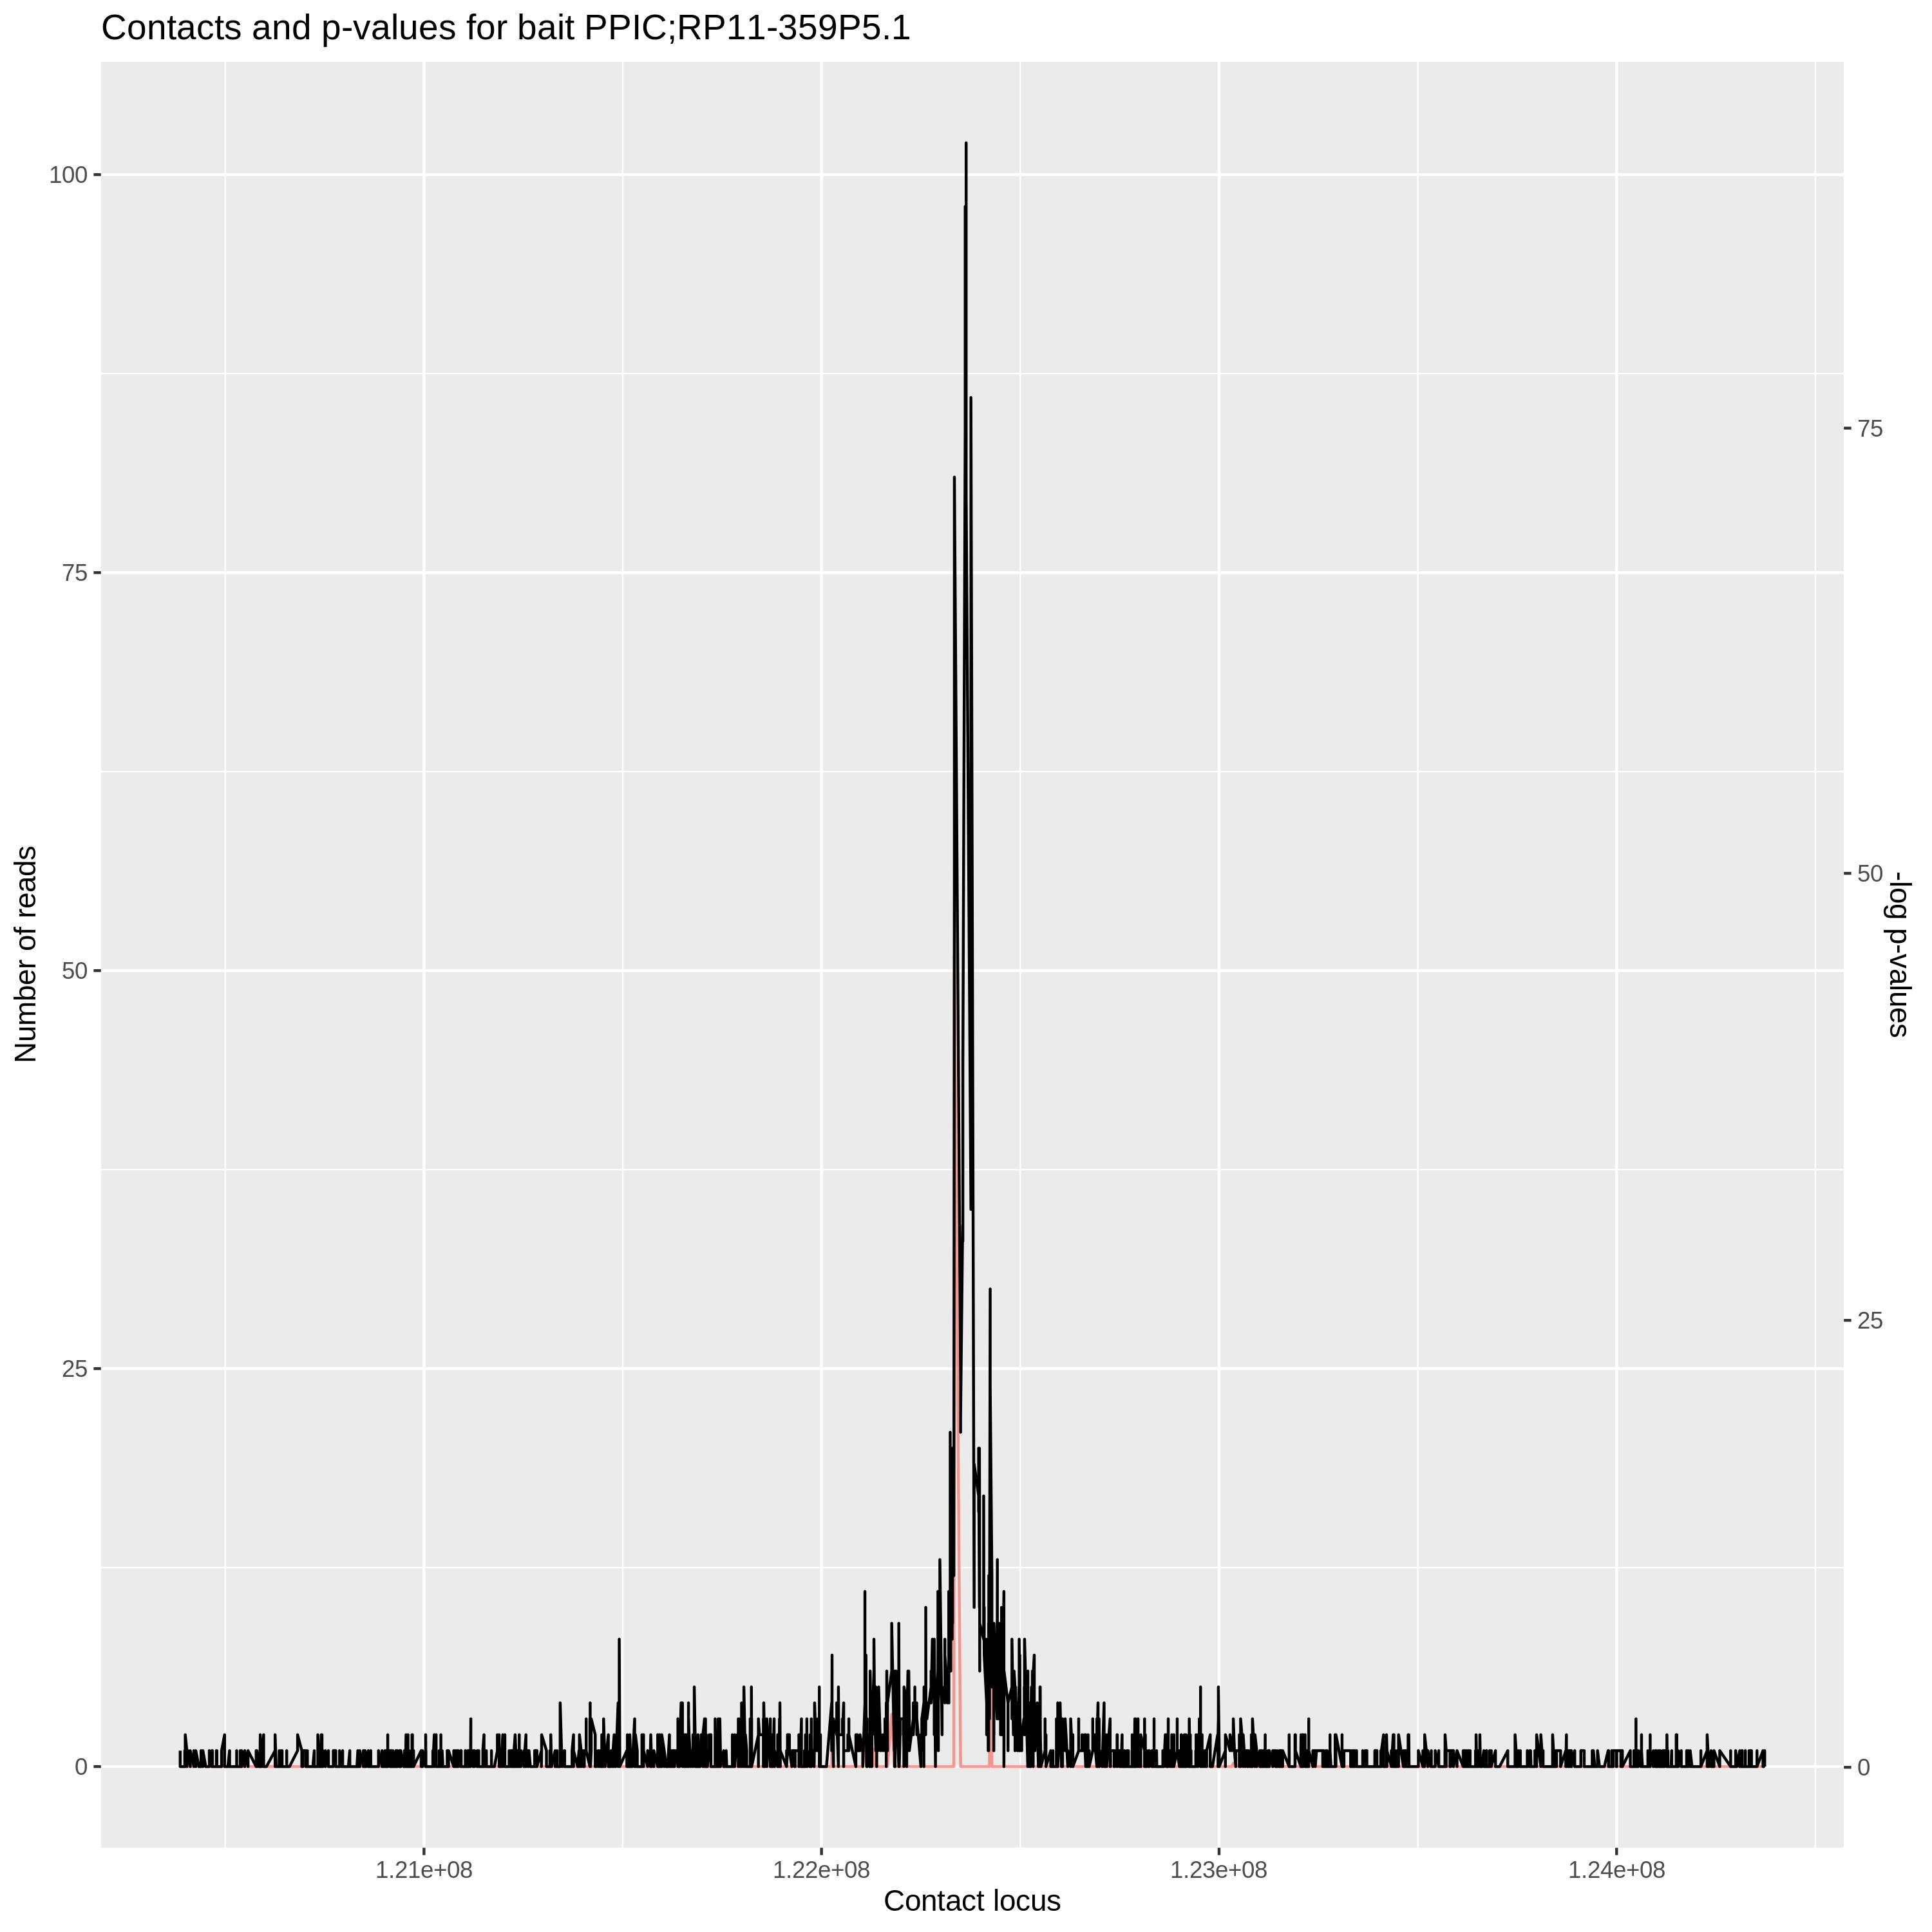 Contacts and p-values for bait PPIC;RP11-359P5.1
100
75
50
25
0
Number of reads
75
50
25
0
-log p-values
1.21e+08
1.22e+08
1.23e+08
1.24e+08
Contact locus